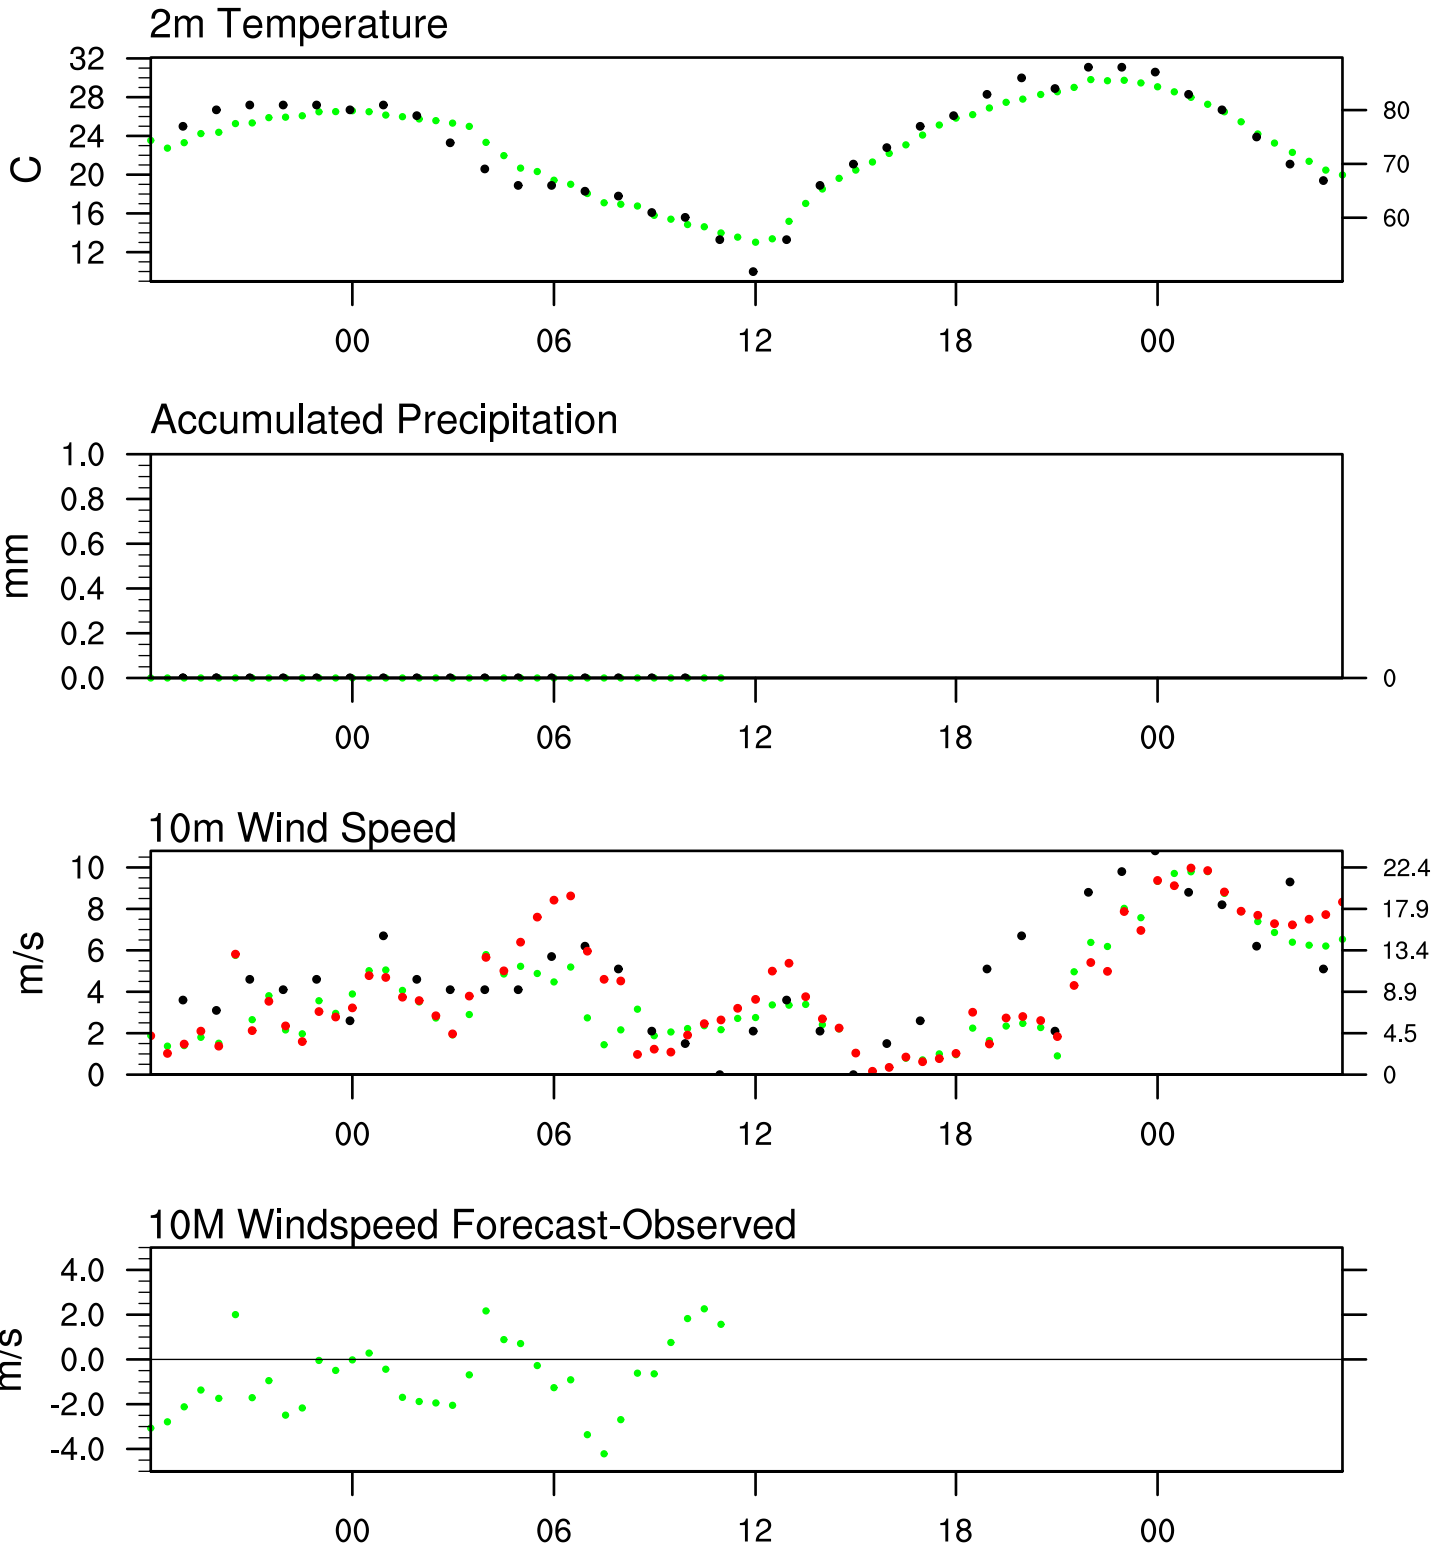 2m Temperature
32
28
24
20
16
12
C
80
70
60
00 06 12 18 00
Accumulated Precipitation
1.0
0.8
0.6
0.4
0.2
0.0
mm
0
00 06 12 18 00
10m Wind Speed
10
8
6
4
2
0
m/s
22.4
17.9
13.4
8.9
4.5
0
00 06 12 18 00
10M Windspeed Forecast-Observed
4.0
2.0
0.0
-2.0
-4.0
m/s
00 06 12 18 00